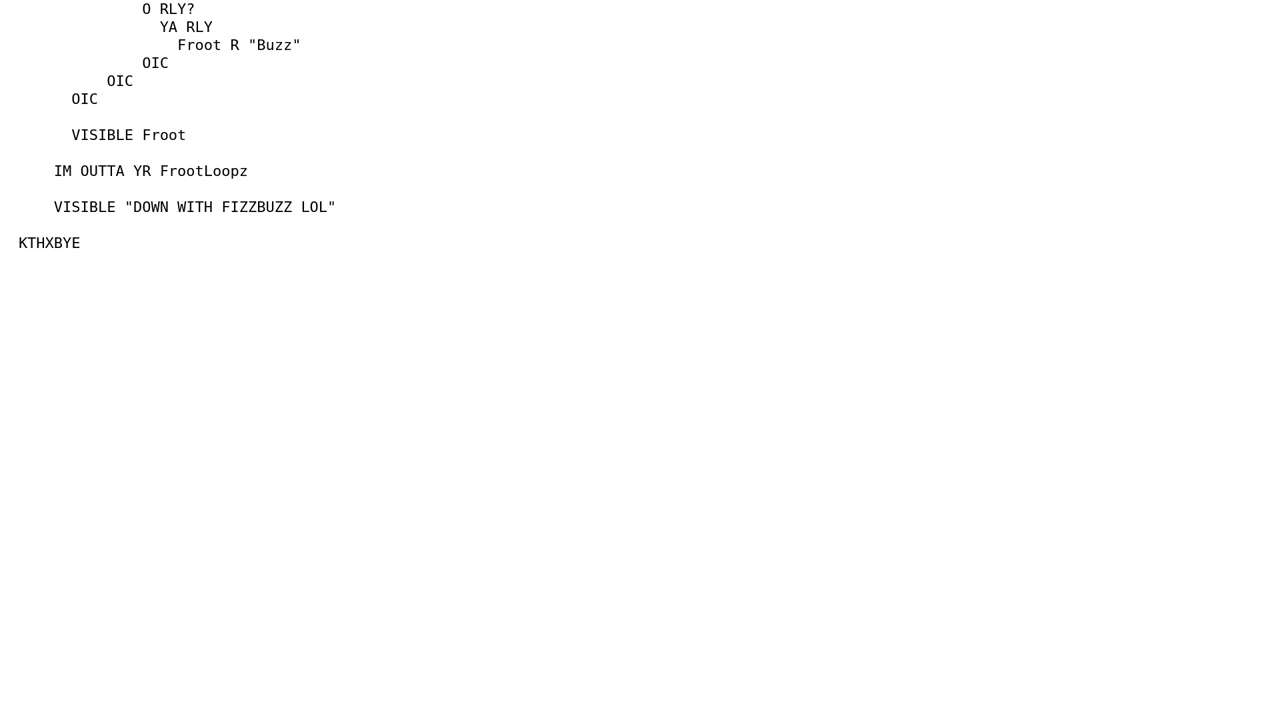 O RLY?
YA RLY
Froot R "Buzz"
OIC
OIC
OIC
VISIBLE Froot
IM OUTTA YR FrootLoopz
VISIBLE "DOWN WITH FIZZBUZZ LOL"
KTHXBYE